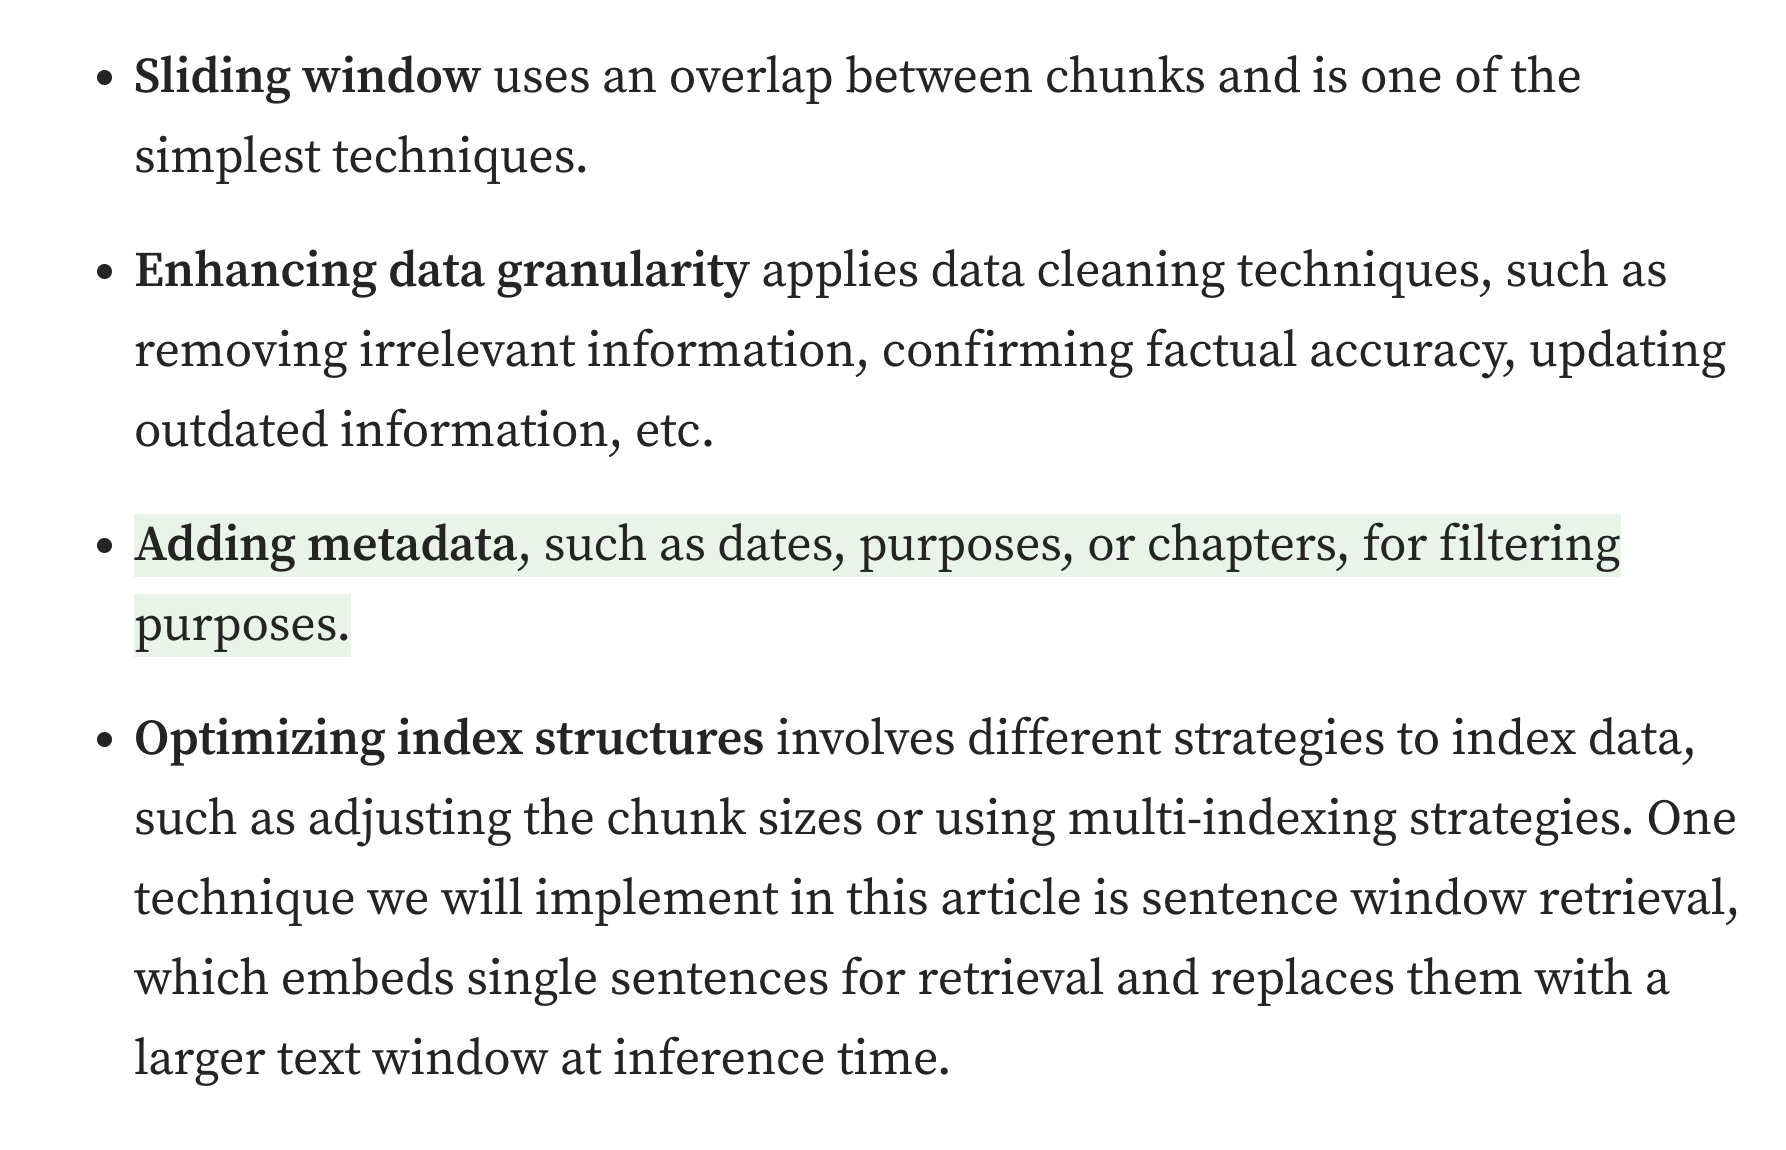 • Sliding window uses an overlap between chunks and is one of the
simplest techniques.
• Enhancing data granularity applies data cleaning techniques, such as
removing irrelevant information, confirming factual accuracy, updating
outdated information, etc.
• Adding metadata, such as dates, purposes, or chapters, for filtering
purposes.
• Optimizing index structures involves different strategies to index data,
such as adjusting the chunk sizes or using multi-indexing strategies. One
technique we will implement in this article is sentence window retrieval,
which embeds single sentences for retrieval and replaces them with a
larger text window at inference time.